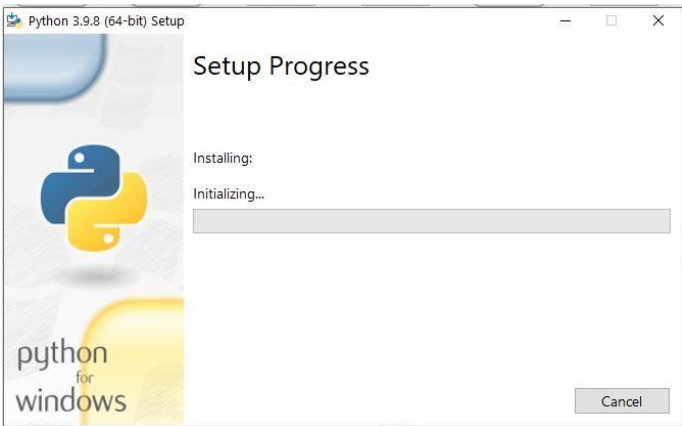 Python 3.9.8 (64-bit) Setup
Setup Progress
Installing:
Initializing...
python
for
windows
Cancel